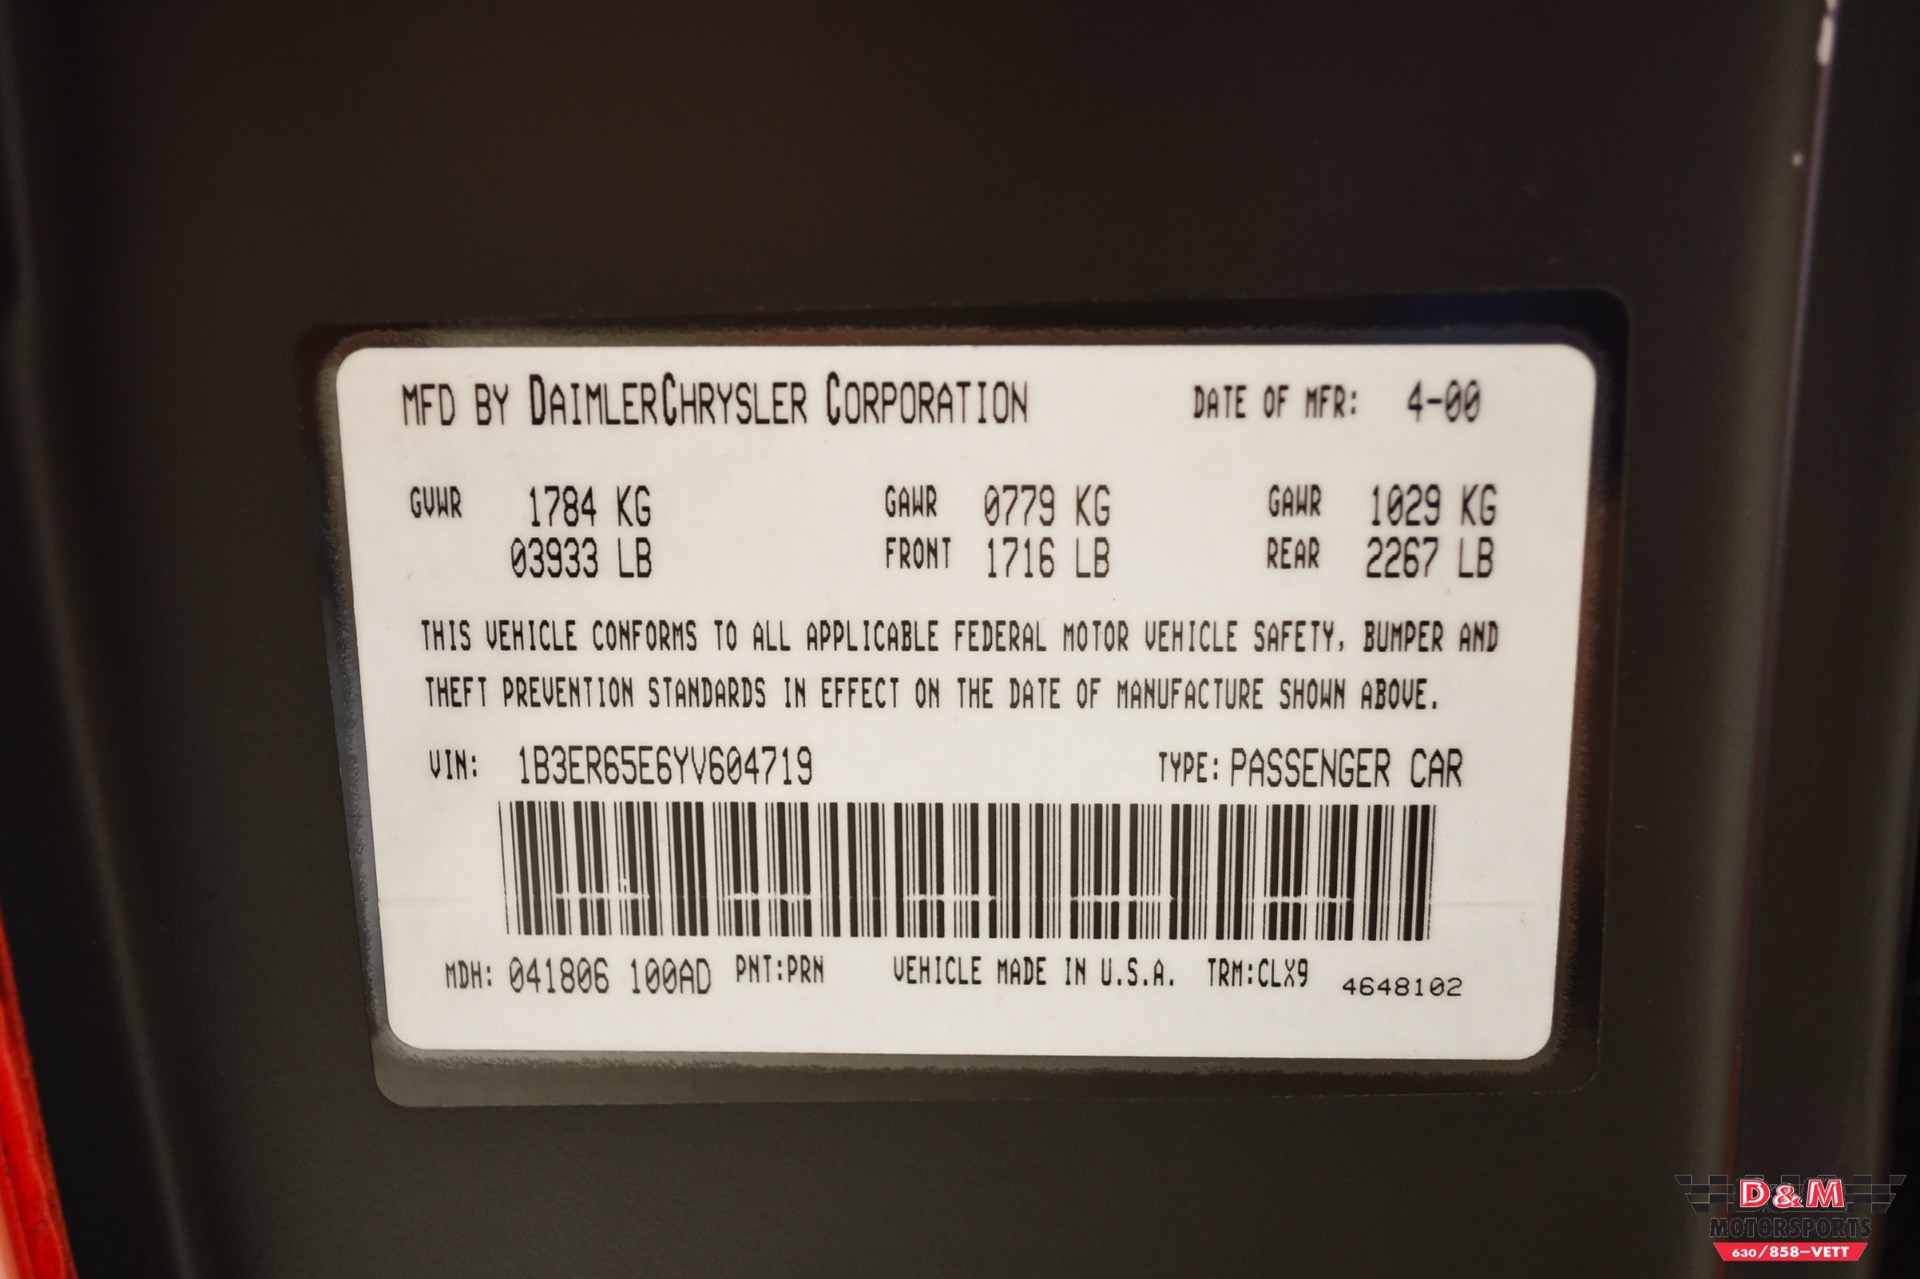 MFD BY DAIMLERCHRYSLER CORPORATION DATE OF MFR: 4-00
GVWR 1784 KG GAWR 0779 KG GAWR 1029 KG
03933 LB FRONT 1716 LB REAR 2267 LB
THIS VEHICLE CONFORMS TO ALL APPLICABLE FEDERAL MOTOR VEHICLE SAFETY, BUMPER AND
THEFT PREVENTION STANDARDS IN EFFECT ON THE DATE OF MANUFACTURE SHOWN ABOVE.
VIN: 1B3ER65E6YV604719 TYPE: PASSENGER CAR
MDH: 041806 100AD PNT:PRN VEHICLE MADE IN U.S.A. TRM:CLX9 4648102
D&M
MOTORSPORTS
630/858-VETT